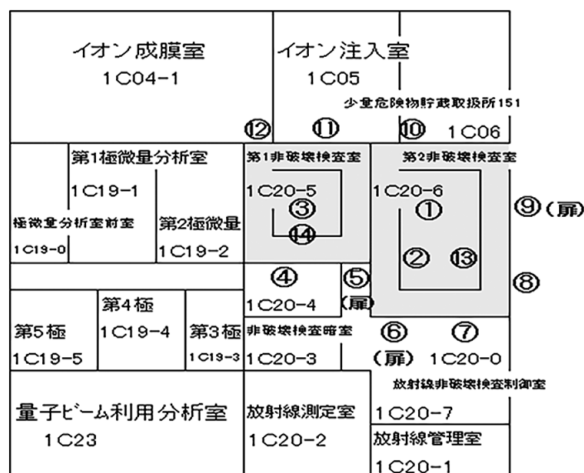 イオン成膜室
1C04-1
イオン注入室
1C05
少量危険物貯蔵取扱所151
⑫
⑪
⑩
1C06
第1極微量分析室
1C19-1
極微量分析室前室
1C19-0
第2極微量
1C19-2
第1非破壊検査室
1C20-5
③
⑭
第2非破壊検査室
1C20-6
①
②
⑬
⑨(扉)
⑧
④
1C20-4
⑤
(扉)
第5極
1C19-5
第4極
1C19-4
第3極
1C19-3
非破壊検査暗室
1C20-3
⑥
(扉)
⑦
1C20-0
放射線非破壊検査制御室
1C20-7
量子ビーム利用分析室
1C23
放射線測定室
1C20-2
放射線管理室
1C20-1